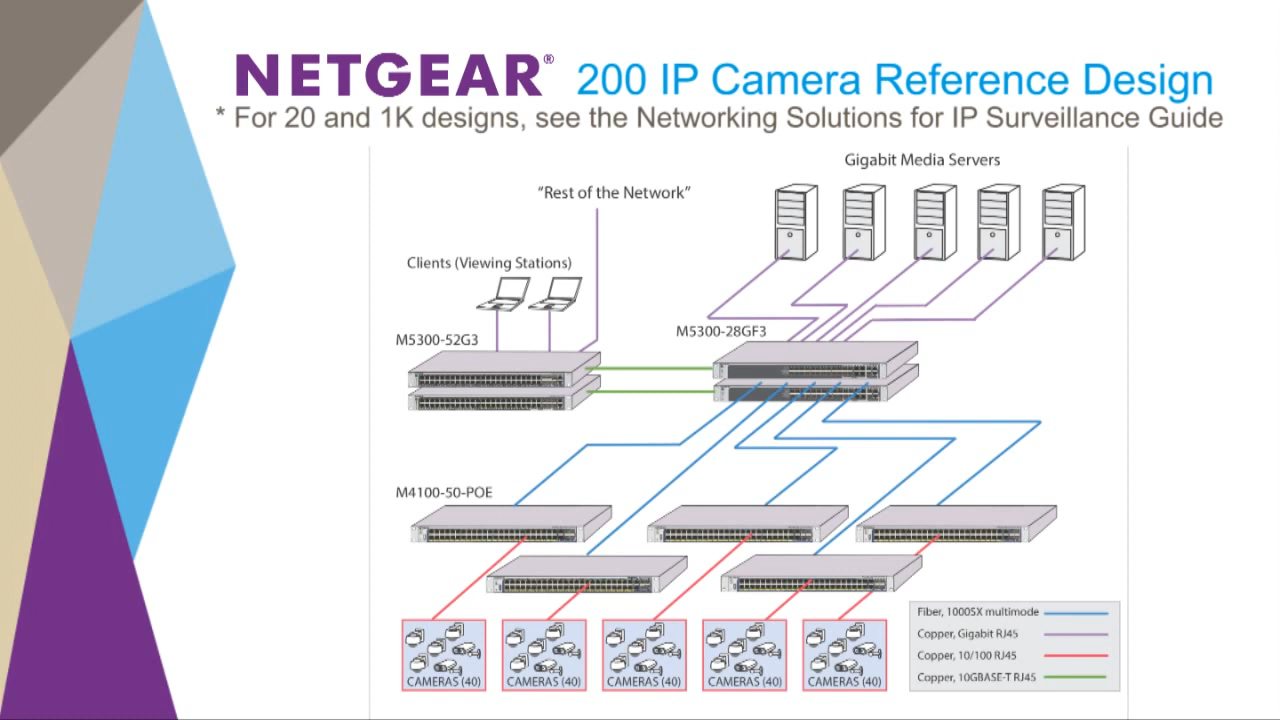 NETGEAR® 200 IP Camera Reference Design
* For 20 and 1K designs, see the Networking Solutions for IP Surveillance Guide
Gigabit Media Servers
“Rest of the Network”
Clients (Viewing Stations)
M5300-52G3
M5300-28GF3
M4100-50-POE
CAMERAS (40)
CAMERAS (40)
CAMERAS (40)
CAMERAS (40)
CAMERAS (40)
Fiber, 1000SX multimode
Copper, Gigabit RJ45
Copper, 10/100 RJ45
Copper, 10GBASE-T RJ45